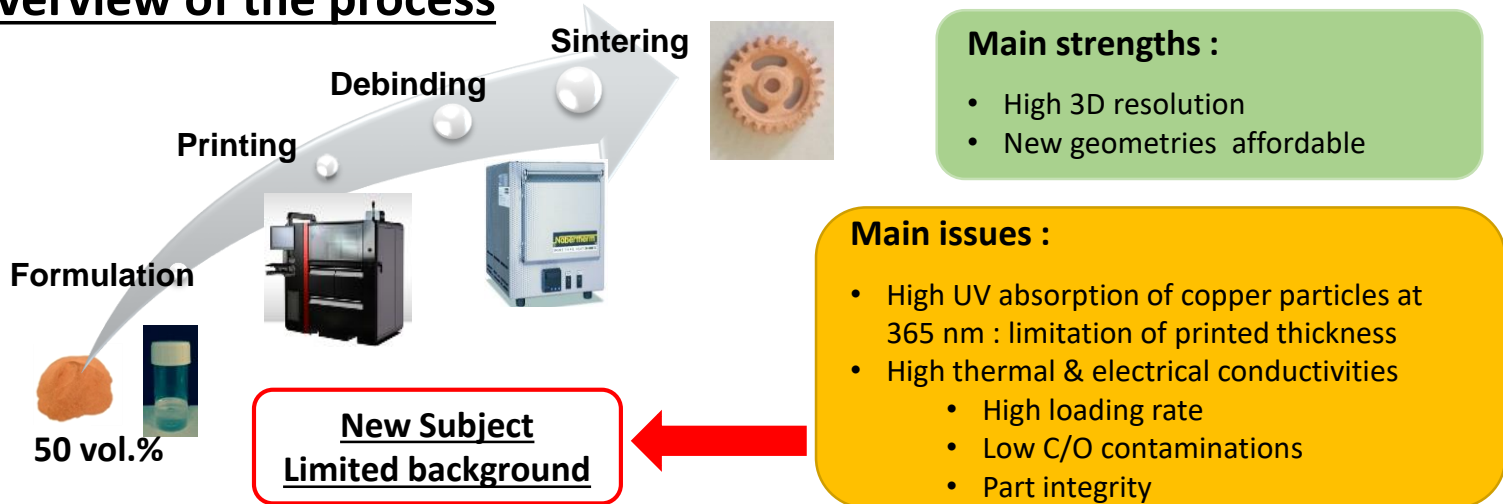 verview of the process
Sintering
Debinding
Printing
Formulation
50 vol.%
Nabertherm
New Subject
Limited background
Main strengths :
• High 3D resolution
• New geometries  affordable
Main issues :
• High UV absorption of copper particles at
365 nm : limitation of printed thickness
• High thermal & electrical conductivities
• High loading rate
• Low C/O contaminations
• Part integrity